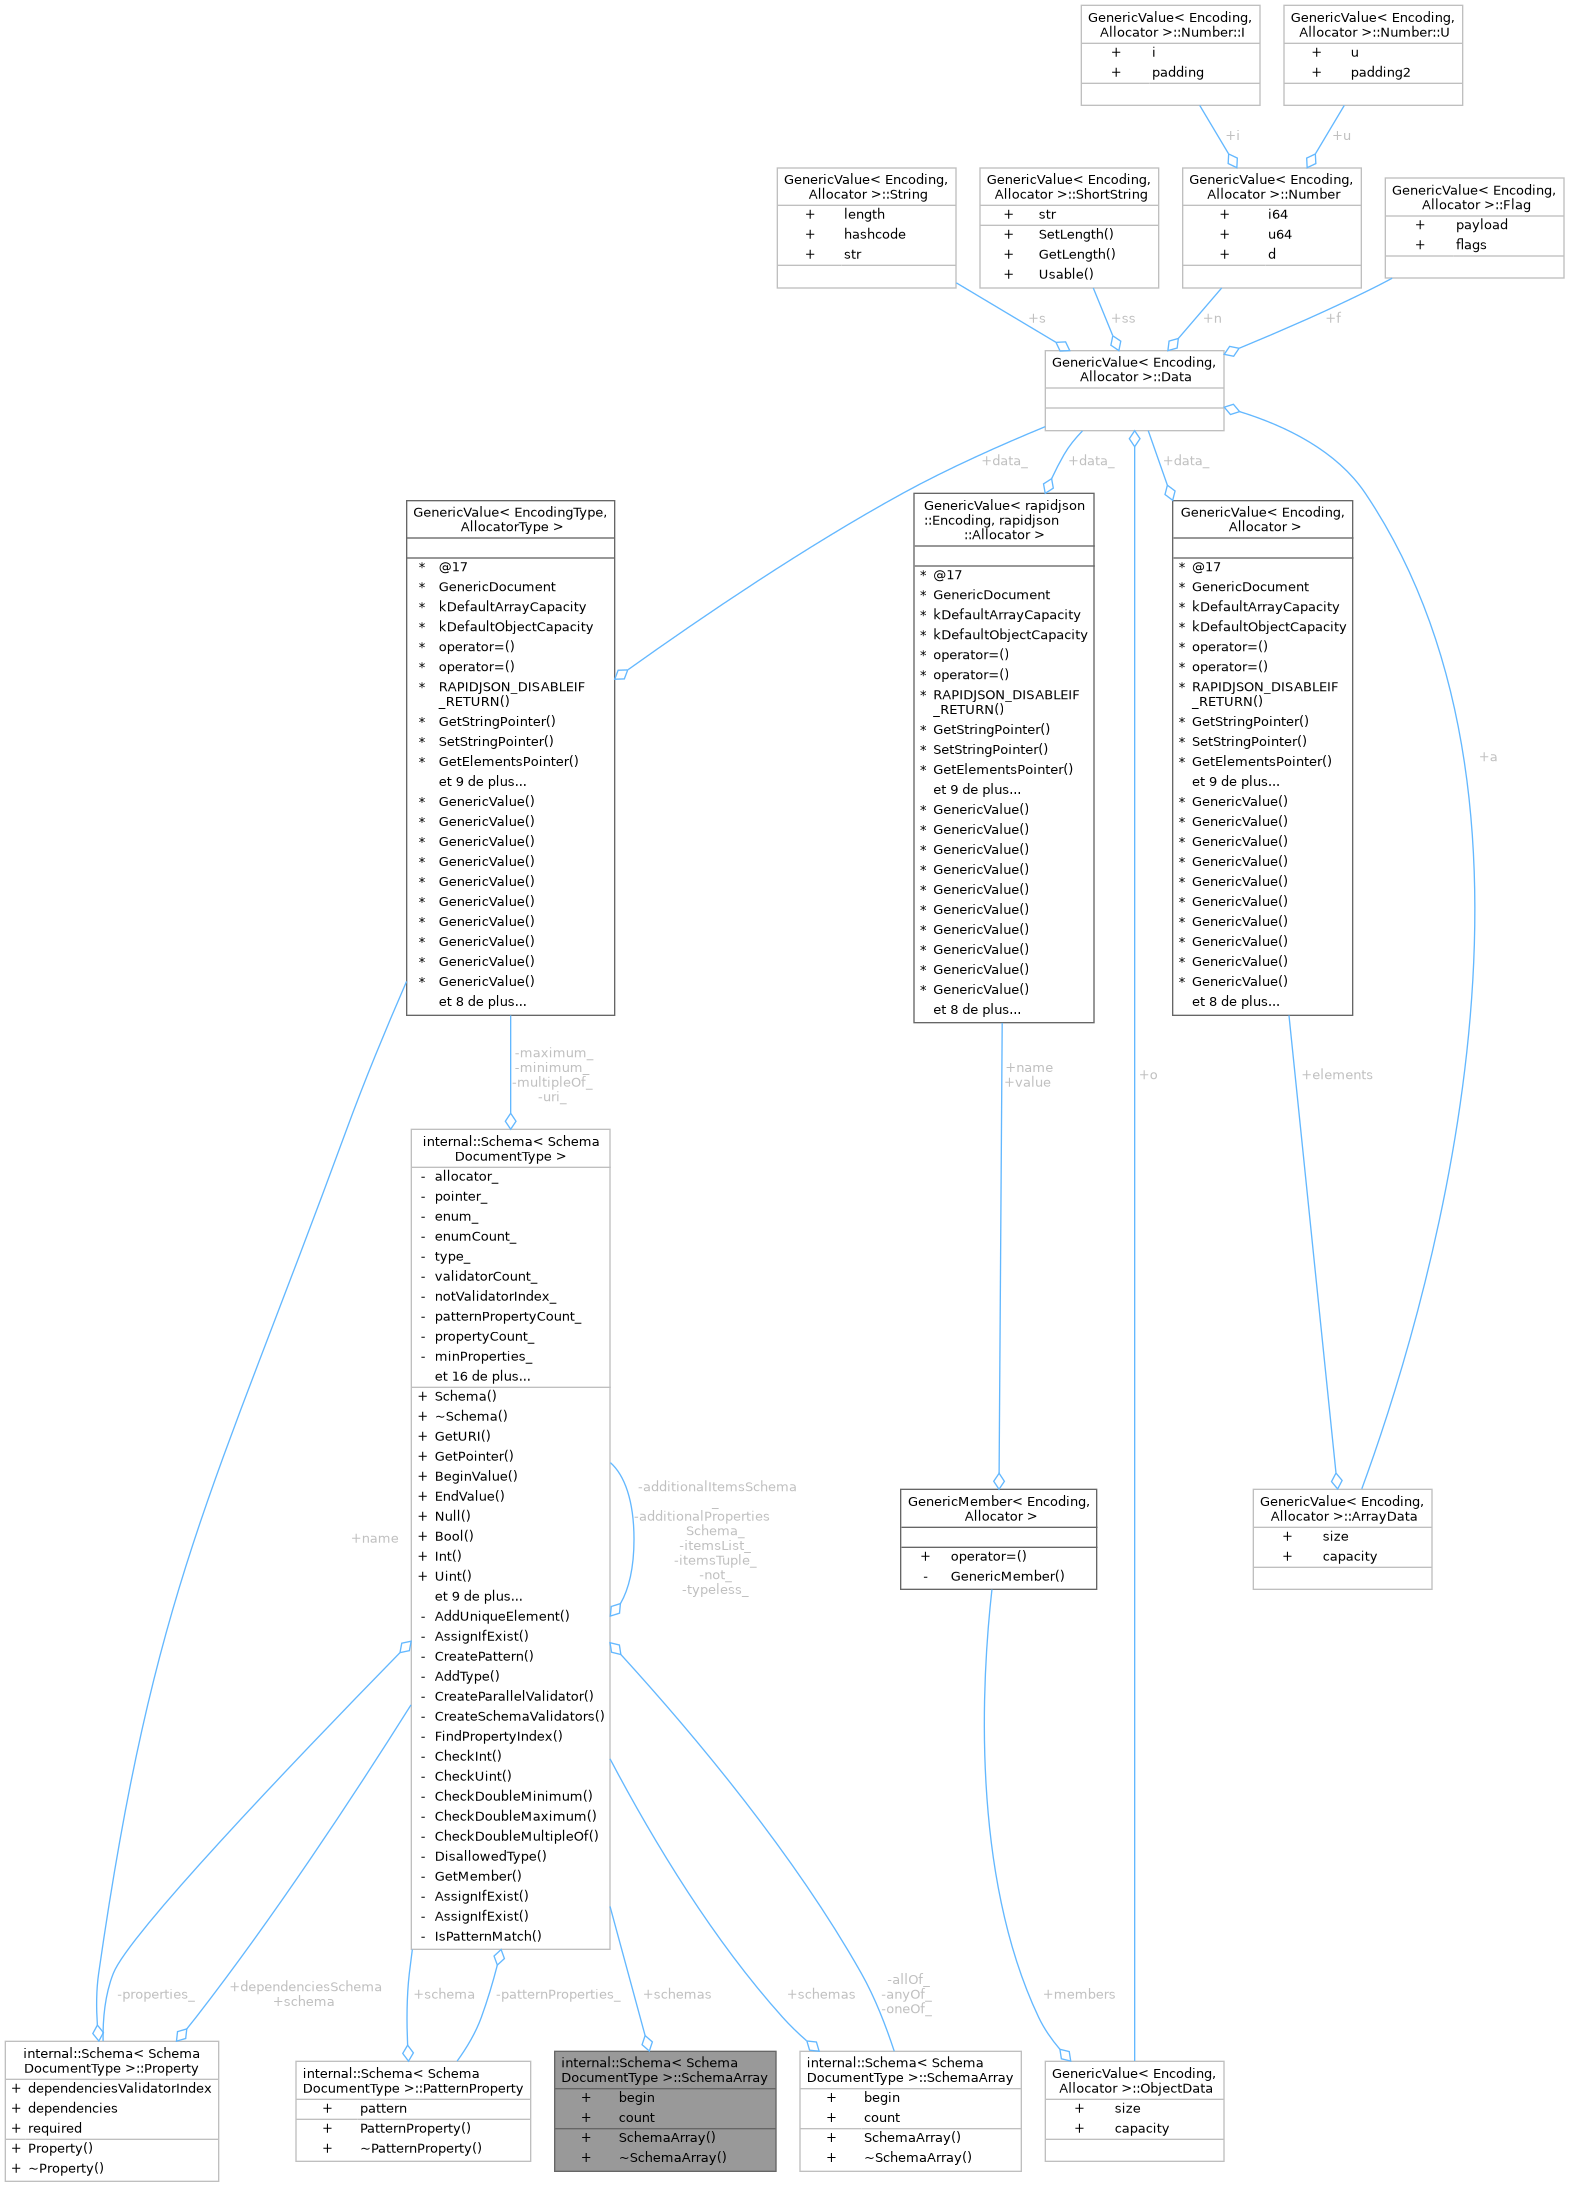 GenericValue< Encoding,
Allocator >::Number::I
+ i
+ padding
GenericValue< Encoding,
Allocator >::Number::U
+ u
+ padding2
+i
+u
GenericValue< Encoding,
Allocator >::String
+ length
+ hashcode
+ str
GenericValue< Encoding,
Allocator >::ShortString
+ str
+ SetLength()
+ GetLength()
+ Usable()
GenericValue< Encoding,
Allocator >::Number
+ i64
+ u64
+ d
GenericValue< Encoding,
Allocator >::Flag
+ payload
+ flags
+s
+ss
+n
+f
GenericValue< Encoding,
Allocator >::Data
+data_
+data_
+data_
GenericValue< EncodingType,
AllocatorType >
* @17
* GenericDocument
* kDefaultArrayCapacity
* kDefaultObjectCapacity
* operator=()
* operator=()
* RAPIDJSON_DISABLEIF
_RETURN()
* GetStringPointer()
* SetStringPointer()
* GetElementsPointer()
et 9 de plus...
* GenericValue()
* GenericValue()
* GenericValue()
* GenericValue()
* GenericValue()
* GenericValue()
* GenericValue()
* GenericValue()
* GenericValue()
* GenericValue()
et 8 de plus...
GenericValue< rapidjson
::Encoding, rapidjson
::Allocator >
* @17
* GenericDocument
* kDefaultArrayCapacity
* kDefaultObjectCapacity
* operator=()
* operator=()
* RAPIDJSON_DISABLEIF
_RETURN()
* GetStringPointer()
* SetStringPointer()
* GetElementsPointer()
et 9 de plus...
* GenericValue()
* GenericValue()
* GenericValue()
* GenericValue()
* GenericValue()
* GenericValue()
* GenericValue()
* GenericValue()
* GenericValue()
* GenericValue()
et 8 de plus...
GenericValue< Encoding,
Allocator >
* @17
* GenericDocument
* kDefaultArrayCapacity
* kDefaultObjectCapacity
* operator=()
* operator=()
* RAPIDJSON_DISABLEIF
_RETURN()
* GetStringPointer()
* SetStringPointer()
* GetElementsPointer()
et 9 de plus...
* GenericValue()
* GenericValue()
* GenericValue()
* GenericValue()
* GenericValue()
* GenericValue()
* GenericValue()
* GenericValue()
* GenericValue()
* GenericValue()
et 8 de plus...
+a
-maximum_
-minimum_
-multipleOf_
-uri_
+name
+value
+o
+elements
internal::Schema< Schema
DocumentType >
- allocator_
- pointer_
- enum_
- enumCount_
- type_
- validatorCount_
- notValidatorIndex_
- patternPropertyCount_
- propertyCount_
- minProperties_
et 16 de plus...
+ Schema()
+ ~Schema()
+ GetURI()
+ GetPointer()
+ BeginValue()
+ EndValue()
+ Null()
+ Bool()
+ Int()
+ Uint()
et 9 de plus...
- AddUniqueElement()
- AssignIfExist()
- CreatePattern()
- AddType()
- CreateParallelValidator()
- CreateSchemaValidators()
- FindPropertyIndex()
- CheckInt()
- CheckUint()
- CheckDoubleMinimum()
- CheckDoubleMaximum()
- CheckDoubleMultipleOf()
- DisallowedType()
- GetMember()
- AssignIfExist()
- AssignIfExist()
- IsPatternMatch()
+name
-additionalItemsSchema
_
-additionalProperties
Schema_
-itemsList_
-itemsTuple_
-not_
-typeless_
GenericMember< Encoding,
Allocator >
+ operator=()
- GenericMember()
GenericValue< Encoding,
Allocator >::ArrayData
+ size
+ capacity
-properties_
+dependenciesSchema
+schema
+schema
-patternProperties_
+schemas
+schemas
-allOf_
-anyOf_
-oneOf_
+members
internal::Schema< Schema
DocumentType >::Property
+ dependenciesValidatorIndex
+ dependencies
+ required
+ Property()
+ ~Property()
internal::Schema< Schema
DocumentType >::PatternProperty
+ pattern
+ PatternProperty()
+ ~PatternProperty()
internal::Schema< Schema
DocumentType >::SchemaArray
+ begin
+ count
+ SchemaArray()
+ ~SchemaArray()
internal::Schema< Schema
DocumentType >::SchemaArray
+ begin
+ count
+ SchemaArray()
+ ~SchemaArray()
GenericValue< Encoding,
Allocator >::ObjectData
+ size
+ capacity